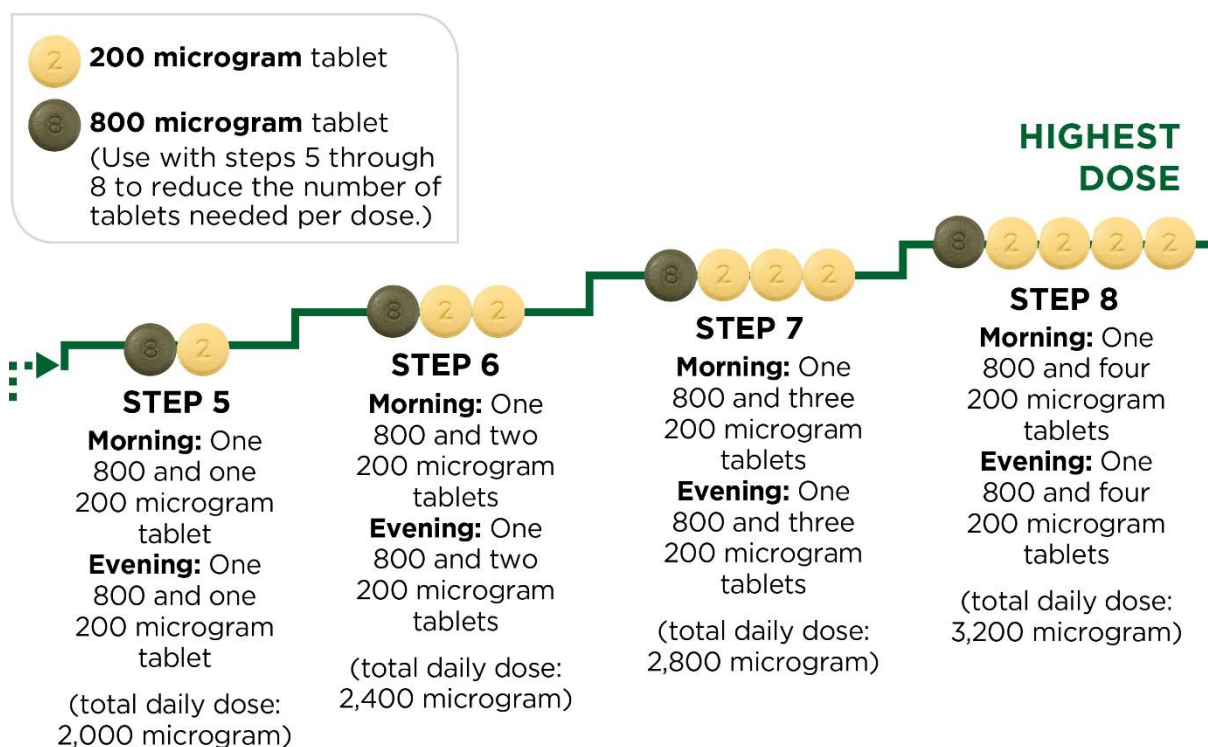 200 microgram tablet
800 microgram tablet
(Use with steps 5 through
8 to reduce the number of
tablets needed per dose.)
HIGHEST
DOSE
8 2
STEP 5
Morning: One
800 and one
200 microgram
tablet
Evening: One
800 and one
200 microgram
tablet
(total daily dose:
2,000 microgram)
8 2 2
STEP 6
Morning: One
800 and two
200 microgram
tablets
Evening: One
800 and two
200 microgram
tablets
(total daily dose:
2,400 microgram)
8 2 2 2
STEP 7
Morning: One
800 and three
200 microgram
tablets
Evening: One
800 and three
200 microgram
tablets
(total daily dose:
2,800 microgram)
8 2 2 2 2
STEP 8
Morning: One
800 and four
200 microgram
tablets
Evening: One
800 and four
200 microgram
tablets
(total daily dose:
3,200 microgram)